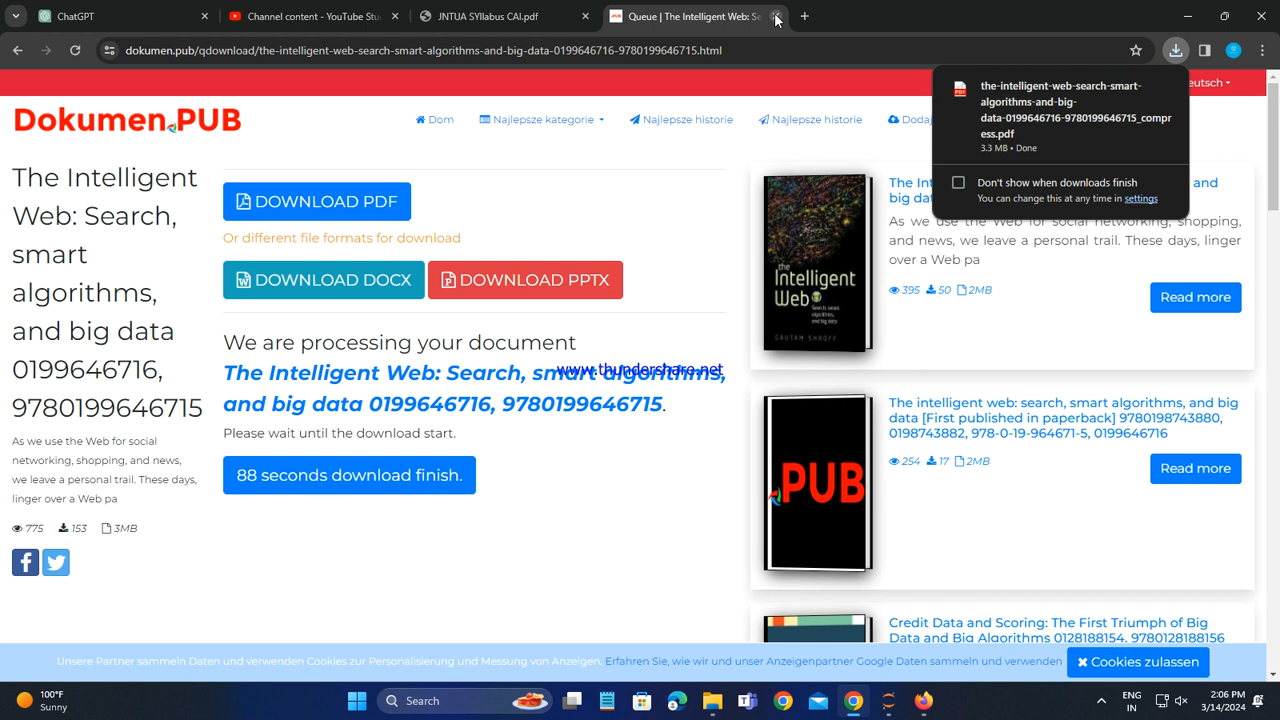 ChatGPT
Channel content - YouTube Stu
JNTUA SYllabus CAI.pdf
Queue | The Intelligent Web: Se
dokumen.pub/qdownload/the-intelligent-web-search-smart-algorithms-and-big-data-0199646716-9780199646715.html
eutsch
Dokumen.PUB
Dom
Najlepsze kategorie
Najlepsze historie
Najlepsze historie
Dodaj
the-intelligent-web-search-smart-
algorithms-and-big-
data-0199646716-9780199646715_compr
ess.pdf
3.3 MB • Done
Don't show when downloads finish
You can change this at any time in settings
The Intelligent
Web: Search,
smart
algorithms,
and big data
0199646716,
9780199646715
As we use the Web for social
networking, shopping, and news,
we leave a personal trail. These days,
linger over a Web pa
775 153 3MB
DOWNLOAD PDF
Or different file formats for download
DOWNLOAD DOCX
DOWNLOAD PPTX
We are processing your document
The Intelligent Web: Search, smart algorithms,
and big data 0199646716, 9780199646715.
www.thundershare.net
Please wait until the download start.
88 seconds download finish.
the
Intelligent
Web
Search, smart
algorithms,
and big data
GAUTAM SHROFF
The Int
and
big dat
As we use the Web for social networking, shopping,
and news, we leave a personal trail. These days, linger
over a Web pa
395 50 2MB
Read more
PUB
The intelligent web: search, smart algorithms, and big
data [First published in paperback] 9780198743880,
0198743882, 978-0-19-964671-5, 0199646716
254 17 2MB
Read more
Credit Data and Scoring: The First Triumph of Big
Data and Big Algorithms 0128188154, 9780128188156
Unsere Partner sammeln Daten und verwenden Cookies zur Personalisierung und Messung von Anzeigen. Erfahren Sie, wie wir und unser Anzeigenpartner Google Daten sammeln und verwenden
Cookies zulassen
100°F
Sunny
Search
ENG
IN
2:06 PM
3/14/2024